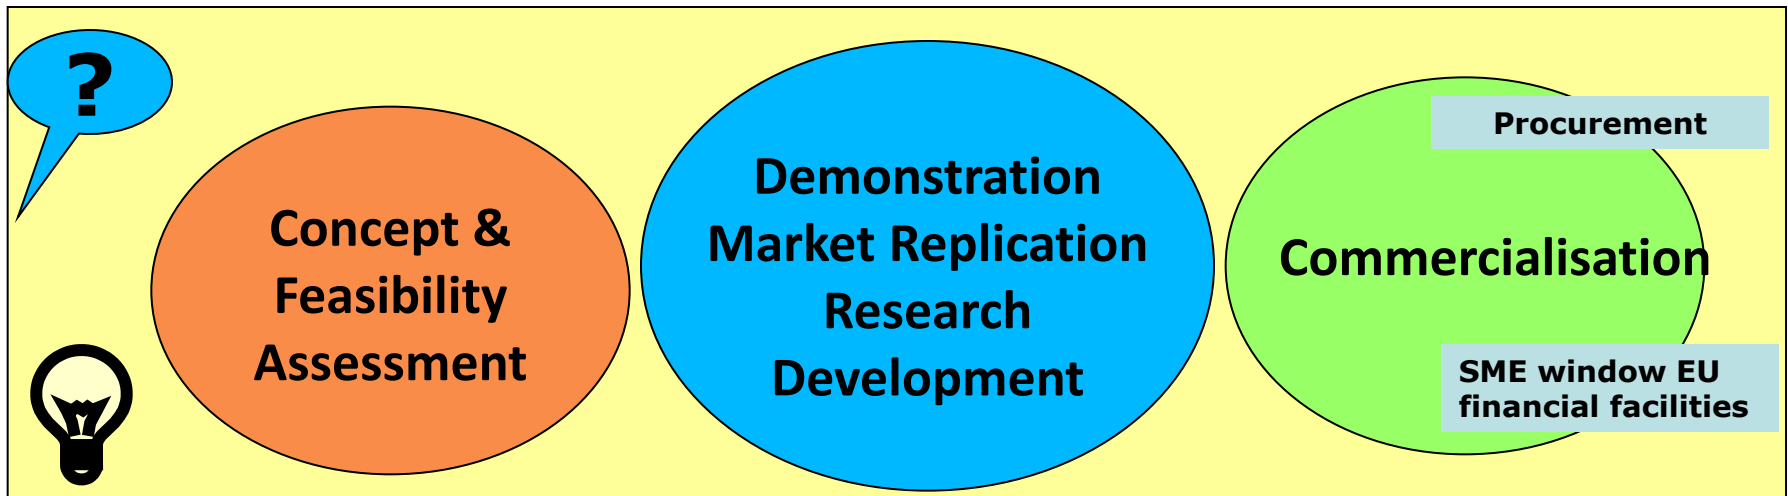 ?
Concept &
Feasibility
Assessment
Demonstration
Market Replication
Research
Development
Commercialisation
Procurement
SME window EU
financial facilities